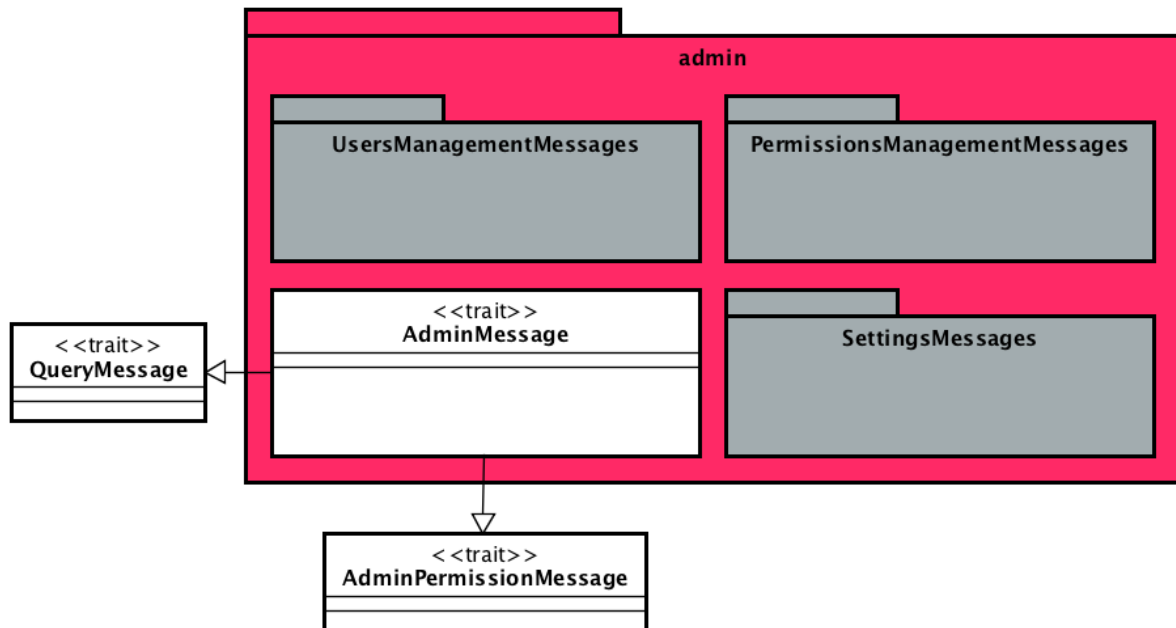 admin
UsersManagementMessages
PermissionsManagementMessages
<<trait>>
AdminMessage
SettingsMessages
<<trait>>
QueryMessage
<<trait>>
AdminPermissionMessage